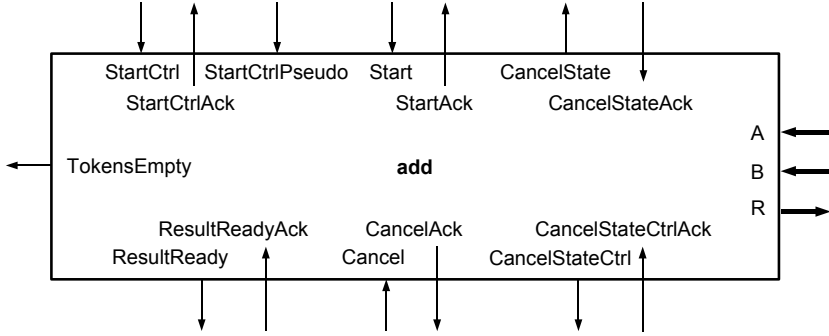 StartCtrl StartCtrlPseudo Start CancelState
StartCtrlAck StartAck CancelStateAck
A
TokensEmpty add B
R
ResultReadyAck CancelAck CancelStateCtrlAck
ResultReady Cancel CancelStateCtrl